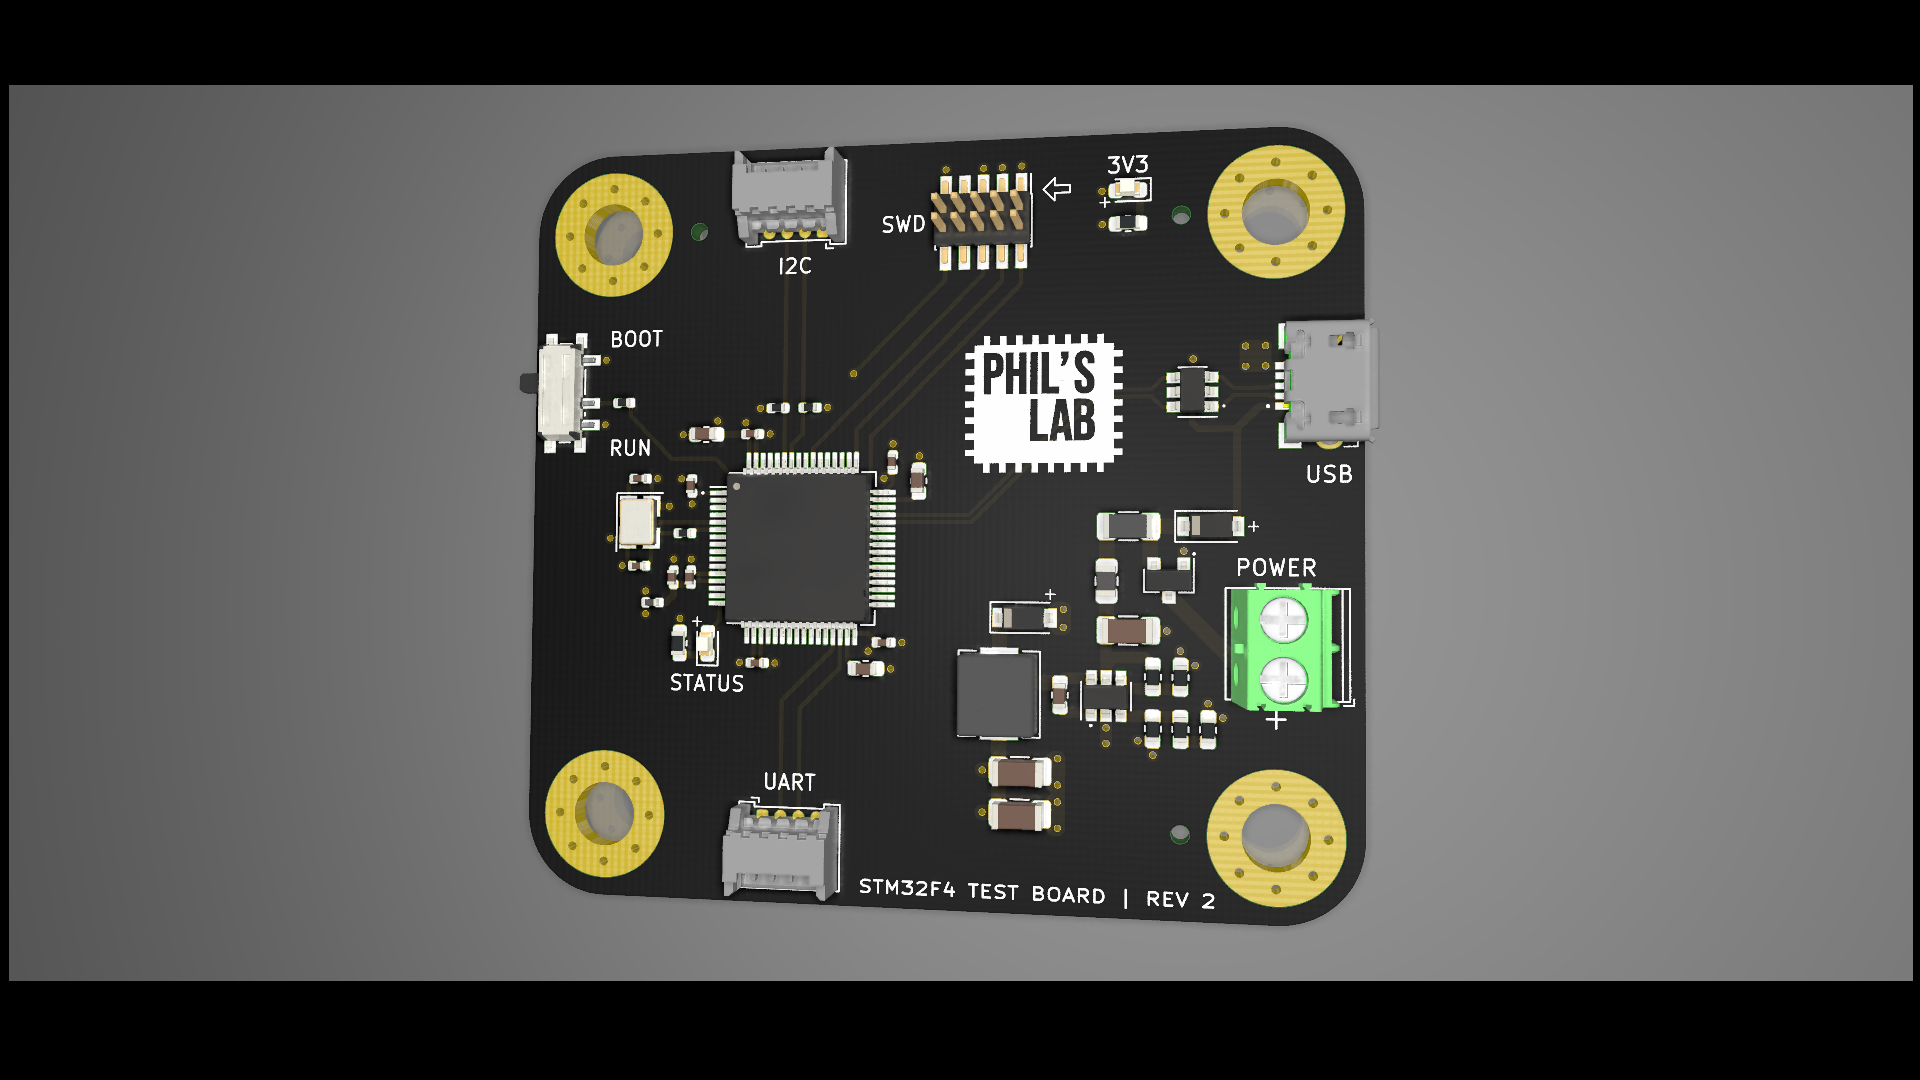 3V3
+
SWD
I2C
BOOT
PHIL'S
LAB
RUN
USB
+
POWER
+
+
STATUS
+
UART
STM32F4 TEST BOARD | REV 2